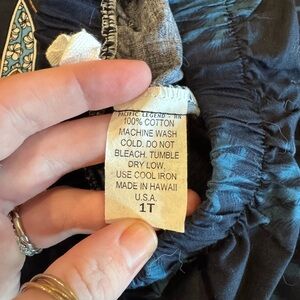 PACIFIC LEGEND
100% COTTON
MACHINE WASH
COLD. DO NOT
BLEACH. TUMBLE
DRY LOW.
USE COOL IRON
MADE IN HAWAII
U.S.A.
1T